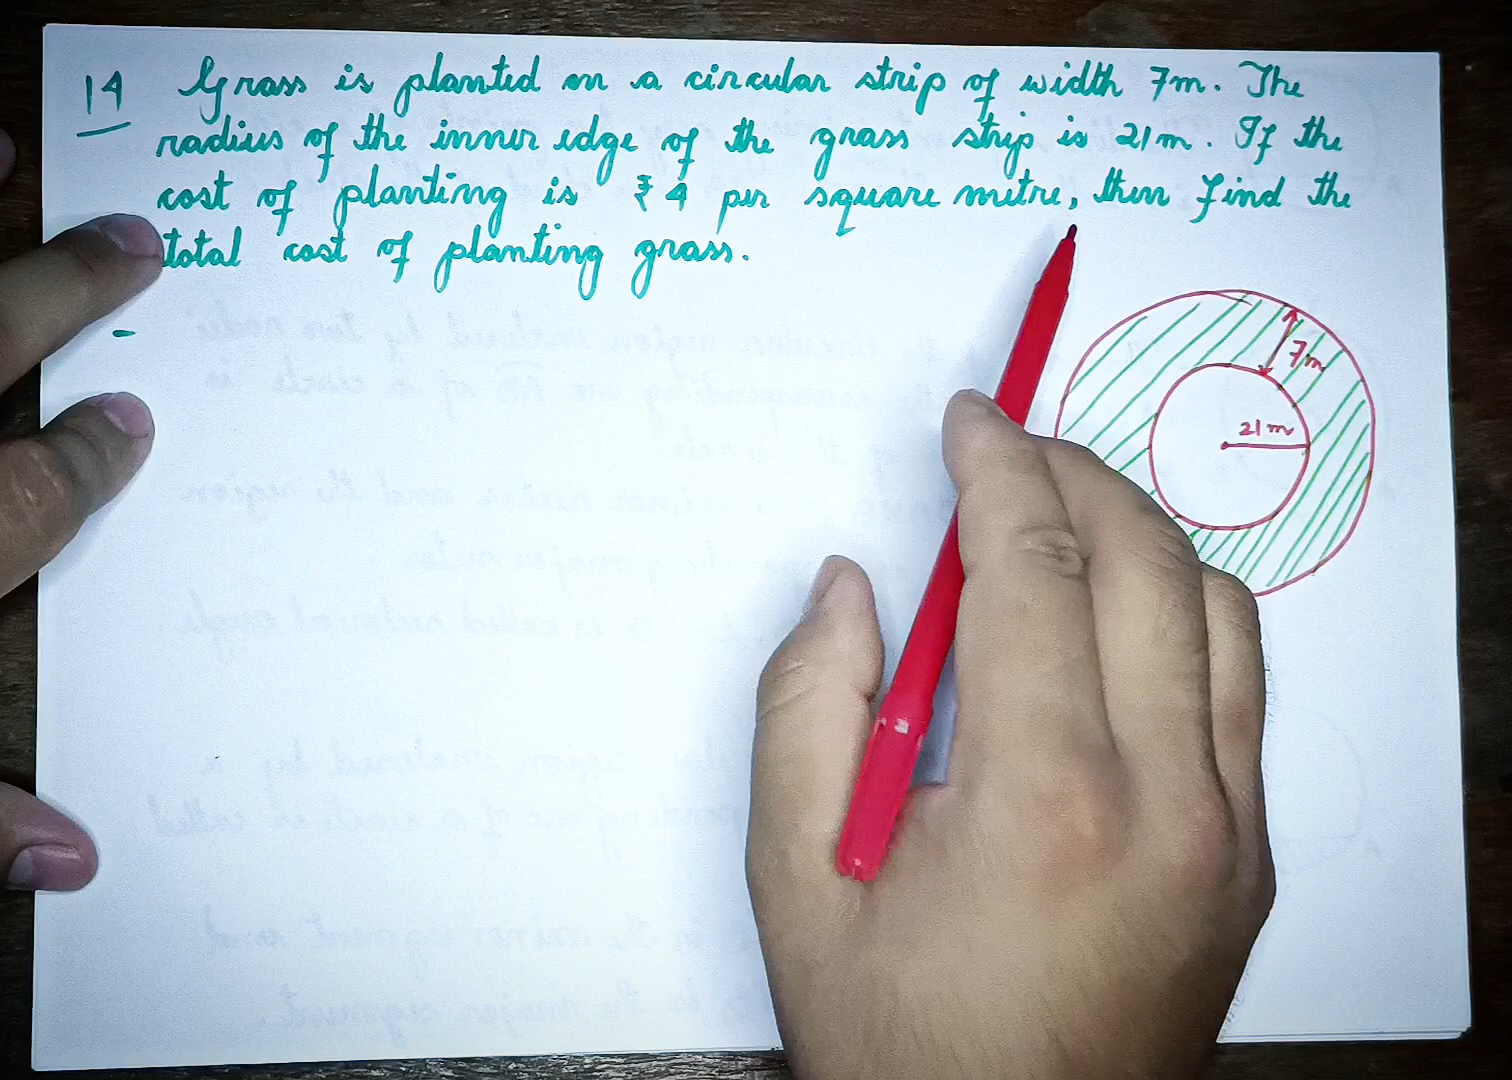 14 Grass is planted on a circular strip of width 7m. The
radius of the inner edge of the grass strip is 21m. If the
cost of planting is ₹4 per square metre, then find the
total cost of planting grass.
7m
21m